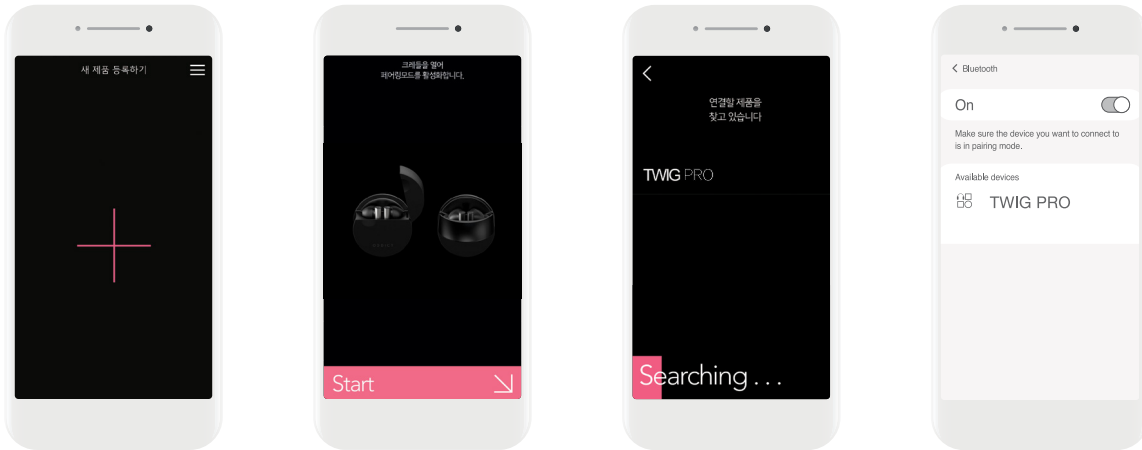 새 제품 등록하기
크레들을 열어
페어링모드를 활성화합니다.
Start
연결할 제품을
찾고 있습니다
TWIG PRO
Searching...
Bluetooth
On
Make sure the device you want to connect to
is in pairing mode.
Available devices
TWIG PRO